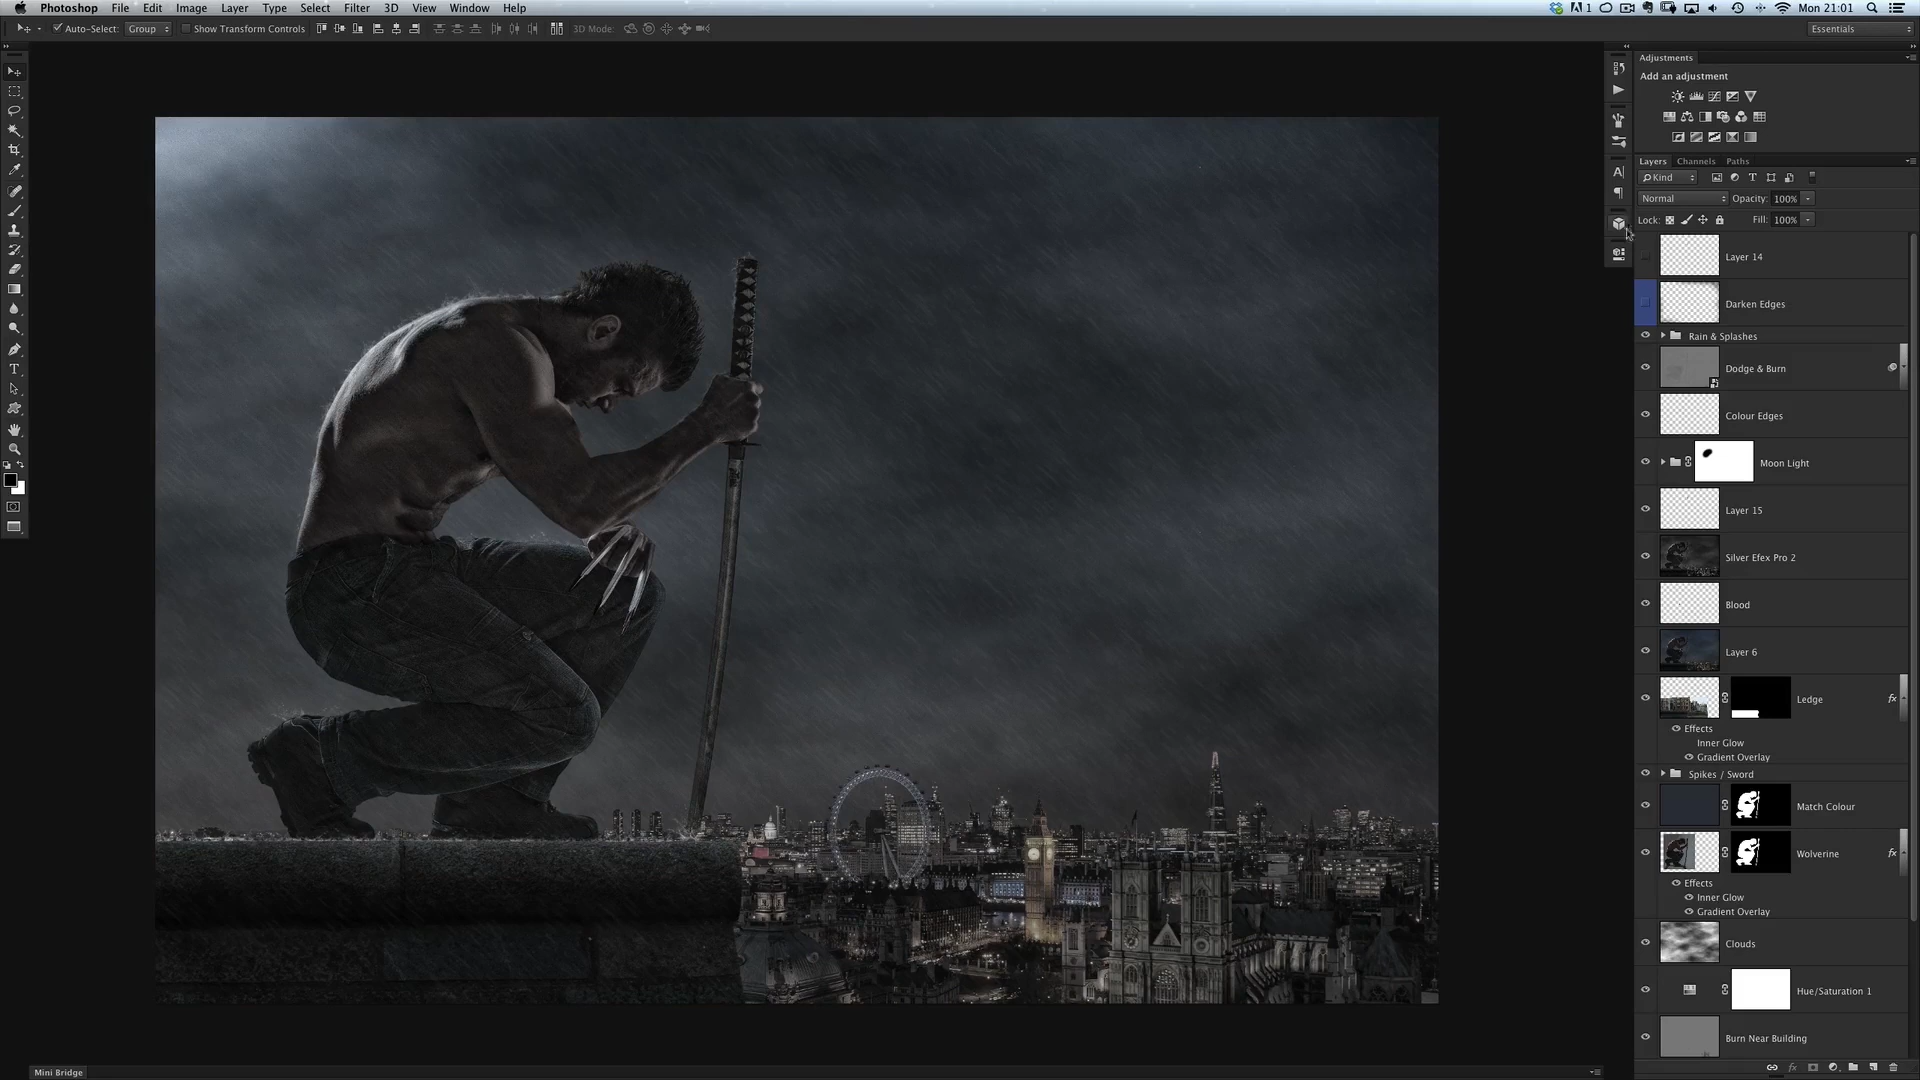 Photoshop File Edit Image Layer Type Select Filter 3D View Window Help 1 Mon 21:01
Auto-Select: Group Show Transform Controls 3D Mode: Essentials
Adjustments
Add an adjustment
Layers Channels Paths
Kind
Normal Opacity: 100%
Lock: Fill: 100%
Layer 14
Darken Edges
Rain & Splashes
Dodge & Burn
Colour Edges
Moon Light
Layer 15
Silver Efex Pro 2
Blood
Layer 6
Ledge fx
Effects
Inner Glow
Gradient Overlay
Spikes / Sword
Match Colour
Wolverine fx
Effects
Inner Glow
Gradient Overlay
Clouds
Hue/Saturation 1
Burn Near Building
Mini Bridge